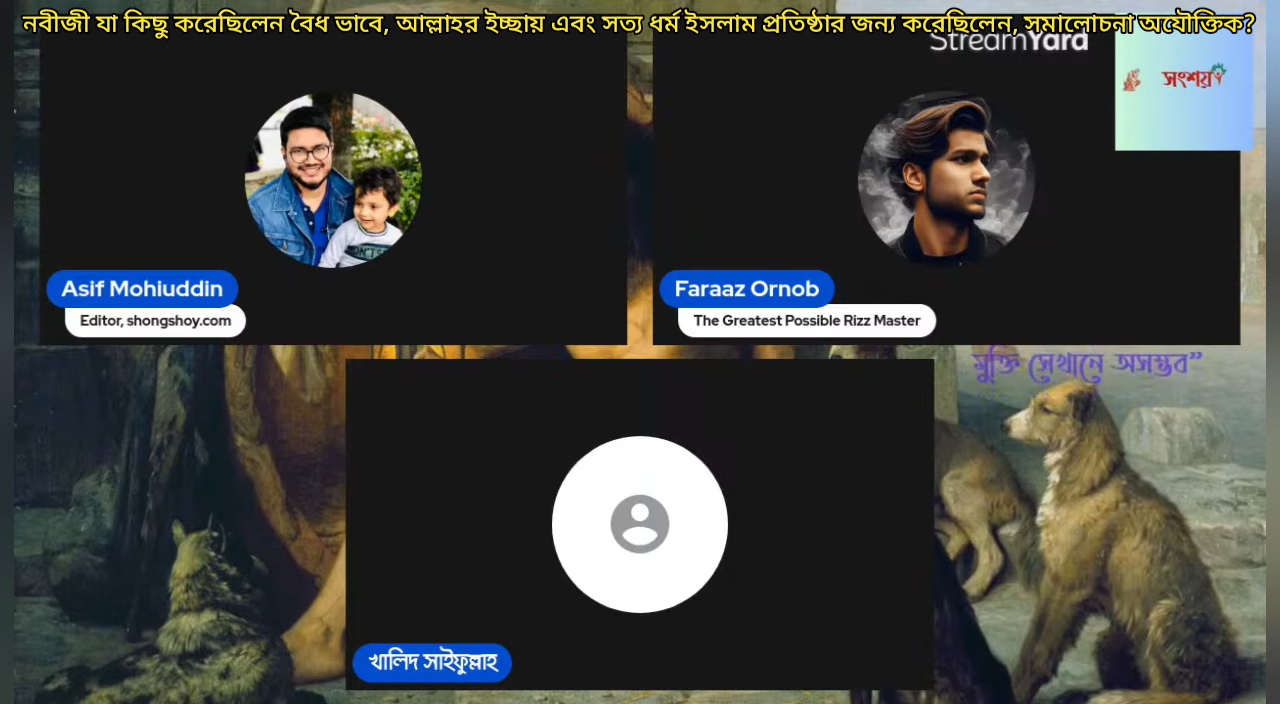 নবীজী যা কিছু করেছিলেন বৈধ ভাবে, আল্লাহর ইচ্ছায় এবং সত্য ধর্ম ইসলাম প্রতিষ্ঠার জন্য করেছিলেন, সমালোচনা অযৌক্তিক?
StreamYard
সংশয়
Asif Mohiuddin
Editor, shongshoy.com
Faraaz Ornob
The Greatest Possible Rizz Master
মুক্তি সেখানে অসম্ভব”
খালিদ সাইফুল্লাহ